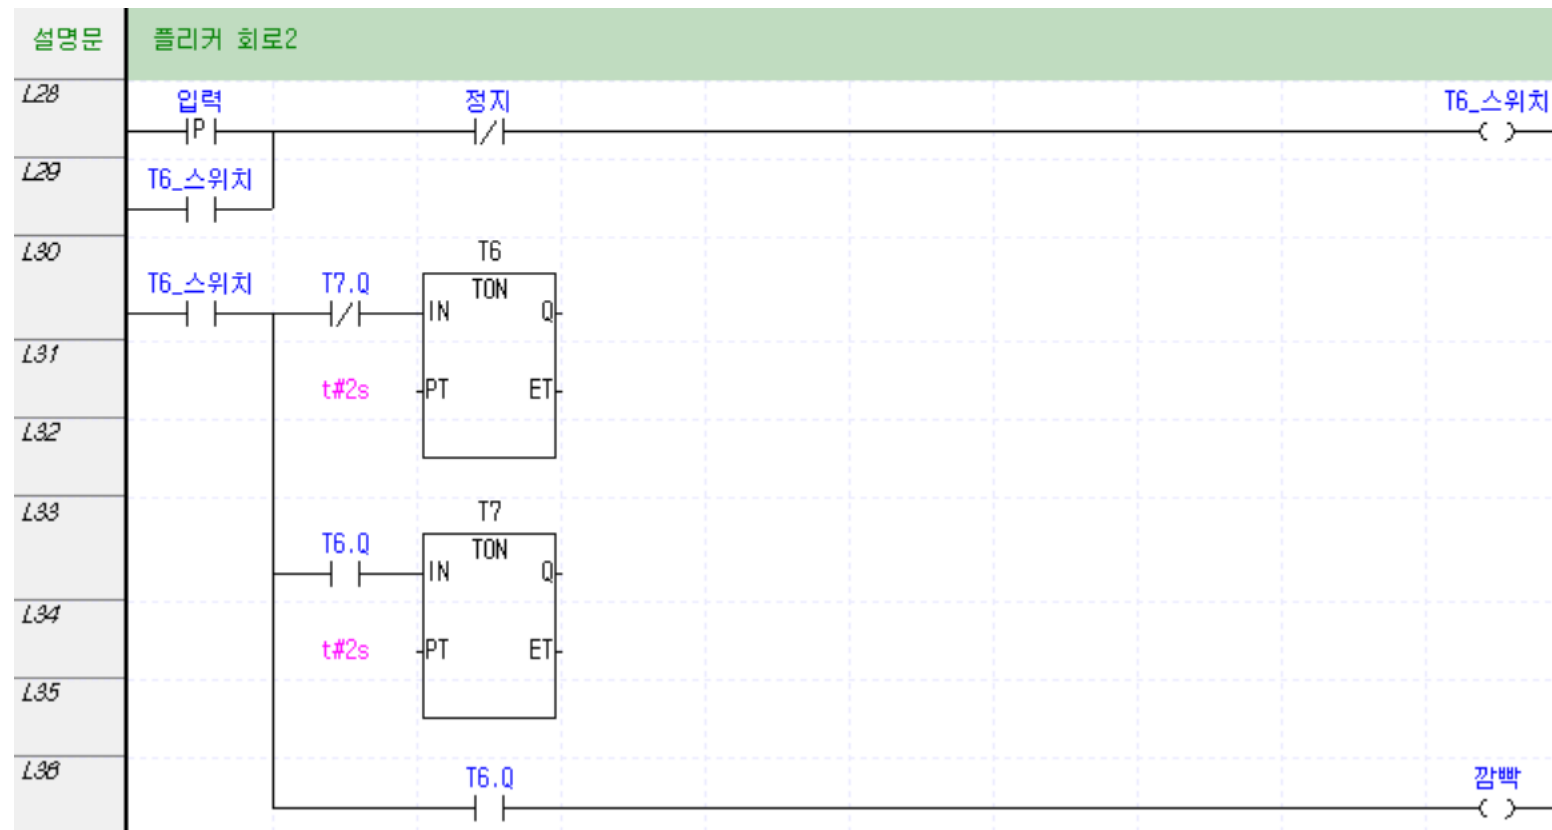 설명문 플리커 회로2
L28 입력 정지 T6_스위치
P
L29 T6_스위치
L30 T6
T6_스위치 T7.Q TON
IN Q
L31
t#2s PT ET
L32
L33 T7
T6.Q TON
IN Q
L34
t#2s PT ET
L35
L36 T6.Q 깜빡